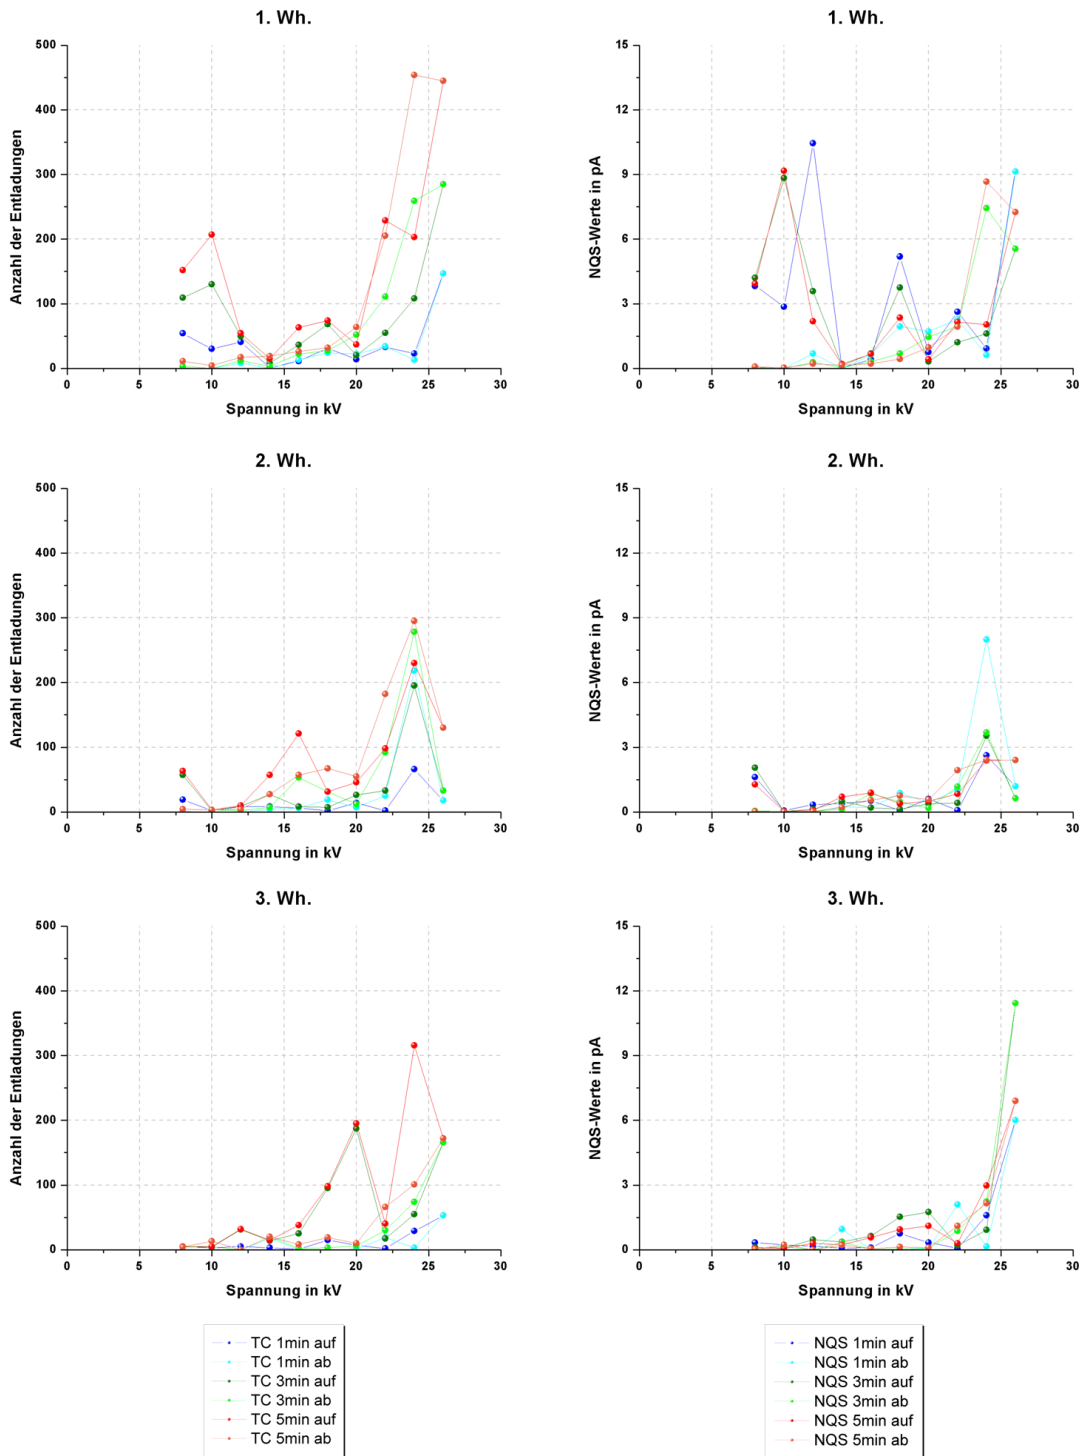 1. Wh.
500
400
300
200
100
0
Anzahl der Entladungen
0 5 10 15 20 25 30
Spannung in kV
1. Wh.
15
12
9
6
3
0
NQS-Werte in pA
0 5 10 15 20 25 30
Spannung in kV
2. Wh.
500
400
300
200
100
0
Anzahl der Entladungen
0 5 10 15 20 25 30
Spannung in kV
2. Wh.
15
12
9
6
3
0
NQS-Werte in pA
0 5 10 15 20 25 30
Spannung in kV
3. Wh.
500
400
300
200
100
0
Anzahl der Entladungen
0 5 10 15 20 25 30
Spannung in kV
3. Wh.
15
12
9
6
3
0
NQS-Werte in pA
0 5 10 15 20 25 30
Spannung in kV
TC 1min auf
TC 1min ab
TC 3min auf
TC 3min ab
TC 5min auf
TC 5min ab
NQS 1min auf
NQS 1min ab
NQS 3min auf
NQS 3min ab
NQS 5min auf
NQS 5min ab